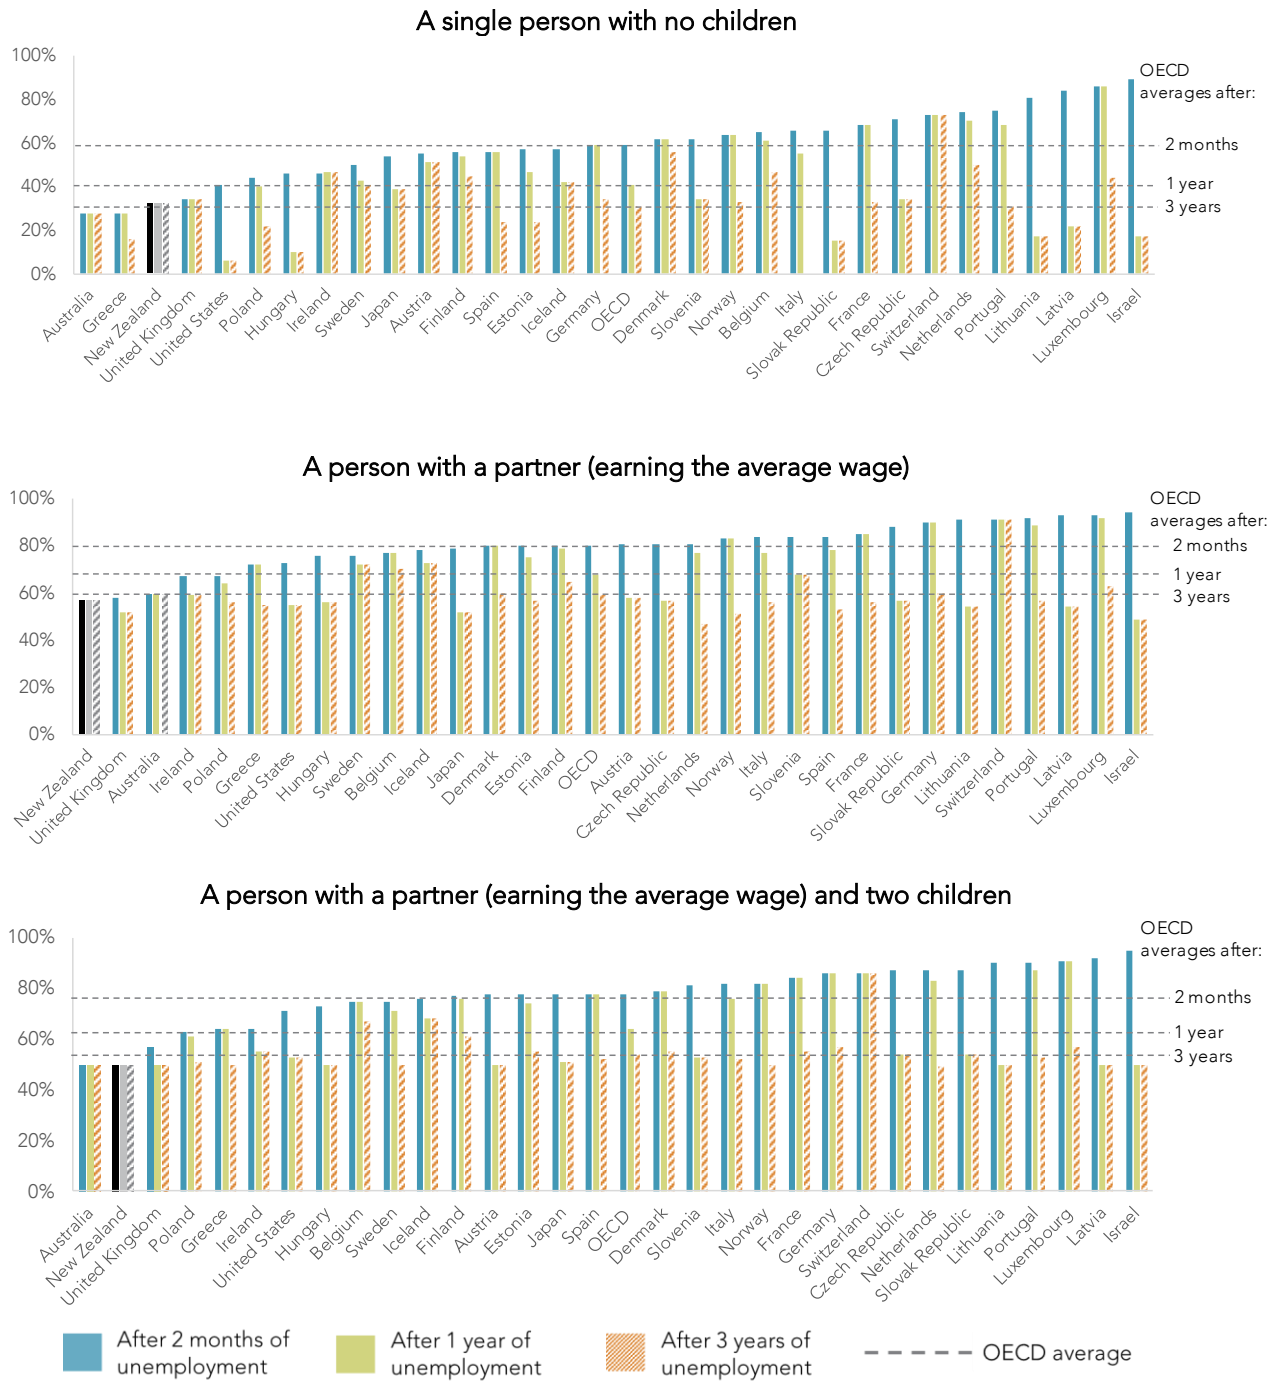 A single person with no children
100%
80%
60%
40%
20%
0%
OECD
averages after:
2 months
1 year
3 years
Australia
Greece
New Zealand
United Kingdom
United States
Poland
Hungary
Ireland
Sweden
Japan
Austria
Finland
Spain
Estonia
Iceland
Germany
OECD
Denmark
Slovenia
Norway
Belgium
Italy
Slovak Republic
France
Czech Republic
Switzerland
Netherlands
Portugal
Lithuania
Latvia
Luxembourg
Israel
A person with a partner (earning the average wage)
100%
80%
60%
40%
20%
0%
OECD
averages after:
2 months
1 year
3 years
New Zealand
United Kingdom
Australia
Ireland
Poland
Greece
United States
Hungary
Sweden
Belgium
Iceland
Japan
Denmark
Estonia
Finland
OECD
Austria
Czech Republic
Netherlands
Norway
Italy
Slovenia
Spain
France
Slovak Republic
Germany
Lithuania
Switzerland
Portugal
Latvia
Luxembourg
Israel
A person with a partner (earning the average wage) and two children
100%
80%
60%
40%
20%
0%
OECD
averages after:
2 months
1 year
3 years
Australia
New Zealand
United Kingdom
Poland
Greece
Ireland
United States
Hungary
Belgium
Sweden
Iceland
Finland
Austria
Estonia
Japan
Spain
OECD
Denmark
Slovenia
Italy
Norway
France
Germany
Switzerland
Czech Republic
Netherlands
Slovak Republic
Lithuania
Portugal
Luxembourg
Latvia
Israel
After 2 months of
unemployment
After 1 year of
unemployment
After 3 years of
unemployment
OECD average